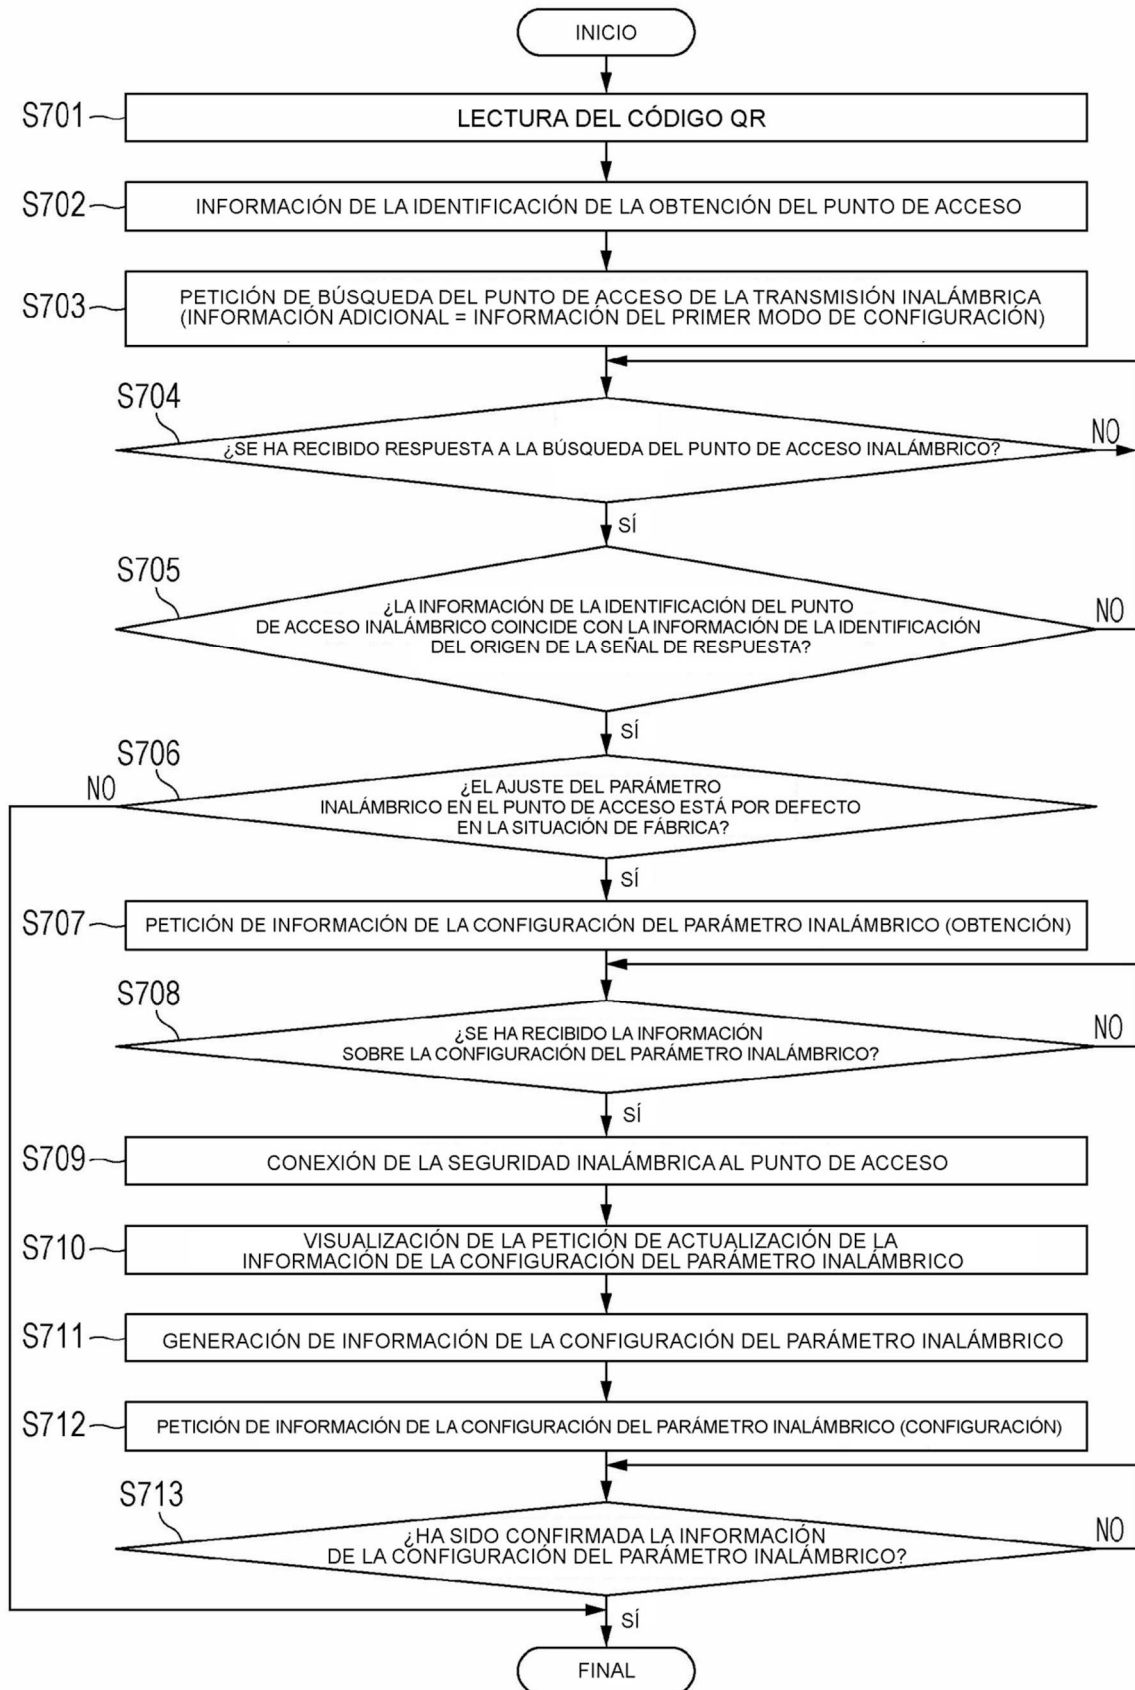 INICIO
S701
LECTURA DEL CÓDIGO QR
S702
INFORMACIÓN DE LA IDENTIFICACIÓN DE LA OBTENCIÓN DEL PUNTO DE ACCESO
S703
PETICIÓN DE BÚSQUEDA DEL PUNTO DE ACCESO DE LA TRANSMISIÓN INALÁMBRICA
(INFORMACIÓN ADICIONAL = INFORMACIÓN DEL PRIMER MODO DE CONFIGURACIÓN)
S704
¿SE HA RECIBIDO RESPUESTA A LA BÚSQUEDA DEL PUNTO DE ACCESO INALÁMBRICO?
NO
SÍ
S705
¿LA INFORMACIÓN DE LA IDENTIFICACIÓN DEL PUNTO
DE ACCESO INALÁMBRICO COINCIDE CON LA INFORMACIÓN DE LA IDENTIFICACIÓN
DEL ORIGEN DE LA SEÑAL DE RESPUESTA?
NO
SÍ
S706
NO
¿EL AJUSTE DEL PARÁMETRO
INALÁMBRICO EN EL PUNTO DE ACCESO ESTÁ POR DEFECTO
EN LA SITUACIÓN DE FÁBRICA?
SÍ
S707
PETICIÓN DE INFORMACIÓN DE LA CONFIGURACIÓN DEL PARÁMETRO INALÁMBRICO (OBTENCIÓN)
S708
¿SE HA RECIBIDO LA INFORMACIÓN
SOBRE LA CONFIGURACIÓN DEL PARÁMETRO INALÁMBRICO?
NO
SÍ
S709
CONEXIÓN DE LA SEGURIDAD INALÁMBRICA AL PUNTO DE ACCESO
S710
VISUALIZACIÓN DE LA PETICIÓN DE ACTUALIZACIÓN DE LA
INFORMACIÓN DE LA CONFIGURACIÓN DEL PARÁMETRO INALÁMBRICO
S711
GENERACIÓN DE INFORMACIÓN DE LA CONFIGURACIÓN DEL PARÁMETRO INALÁMBRICO
S712
PETICIÓN DE INFORMACIÓN DE LA CONFIGURACIÓN DEL PARÁMETRO INALÁMBRICO (CONFIGURACIÓN)
S713
¿HA SIDO CONFIRMADA LA INFORMACIÓN
DE LA CONFIGURACIÓN DEL PARÁMETRO INALÁMBRICO?
NO
SÍ
FINAL